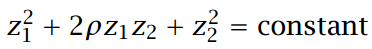 z₁² + 2ρz₁z₂ + z₂² = constant